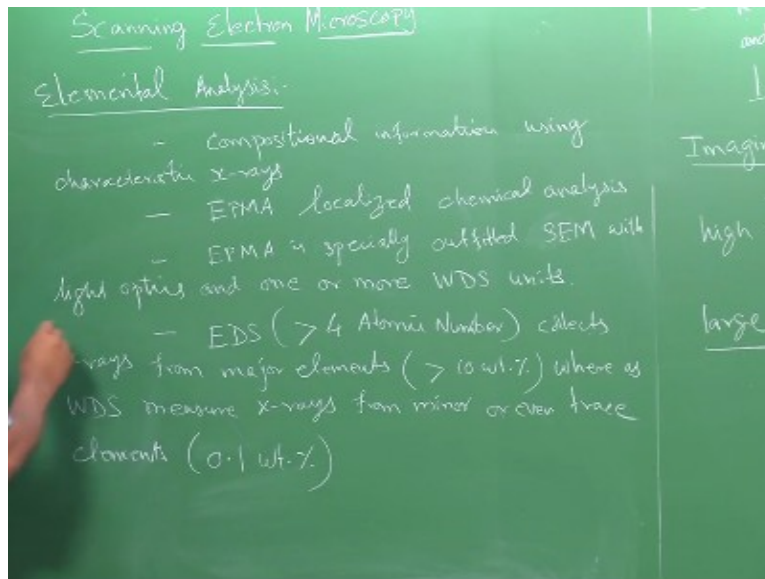 Scanning Electron Microscopy
Elemental Analysis:-
- Compositional information using
characteristic x-rays
- EPMA localized chemical analysis
- EPMA is specially outfitted SEM with
light optics and one or more WDS units.
- EDS (>4 Atomic Number) collects
x-rays from major elements (> 10 wt.%) where as
WDS measure x-rays from minor or even trace
elements (0.1 wt.%)
and
Imagin
high
large